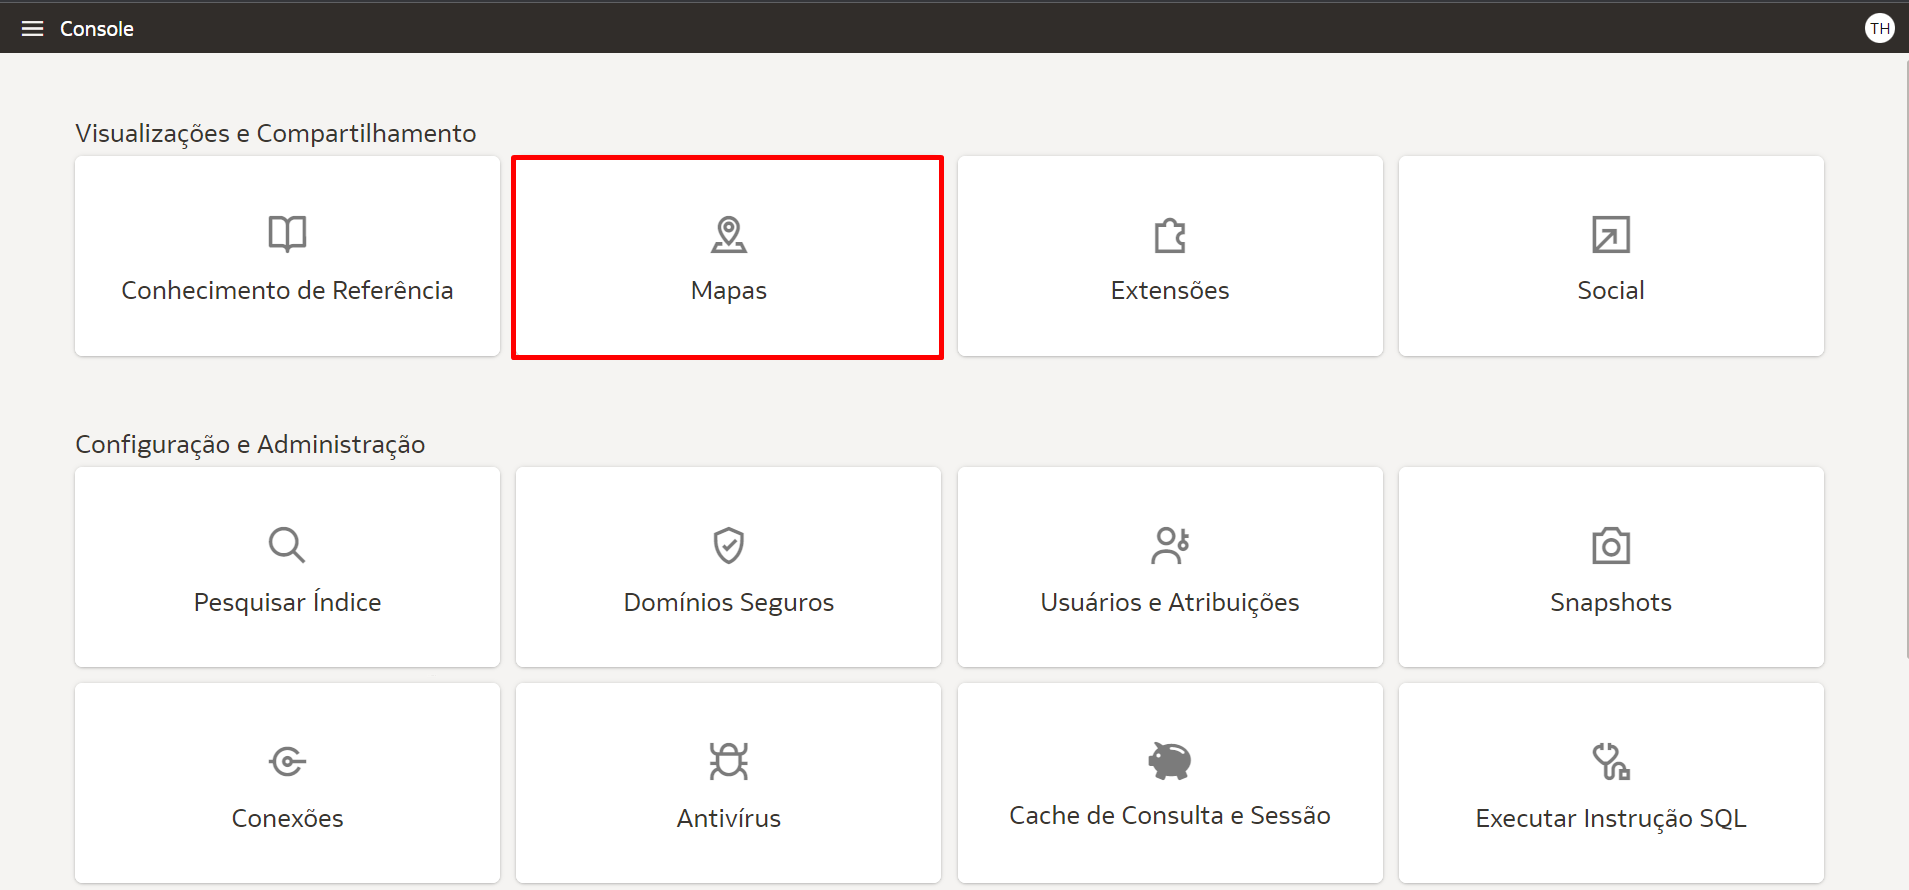 Console
TH
Visualizações e Compartilhamento
Conhecimento de Referência
Mapas
Extensões
Social
Configuração e Administração
Pesquisar Índice
Domínios Seguros
Usuários e Atribuições
Snapshots
Conexões
Antivírus
Cache de Consulta e Sessão
Executar Instrução SQL